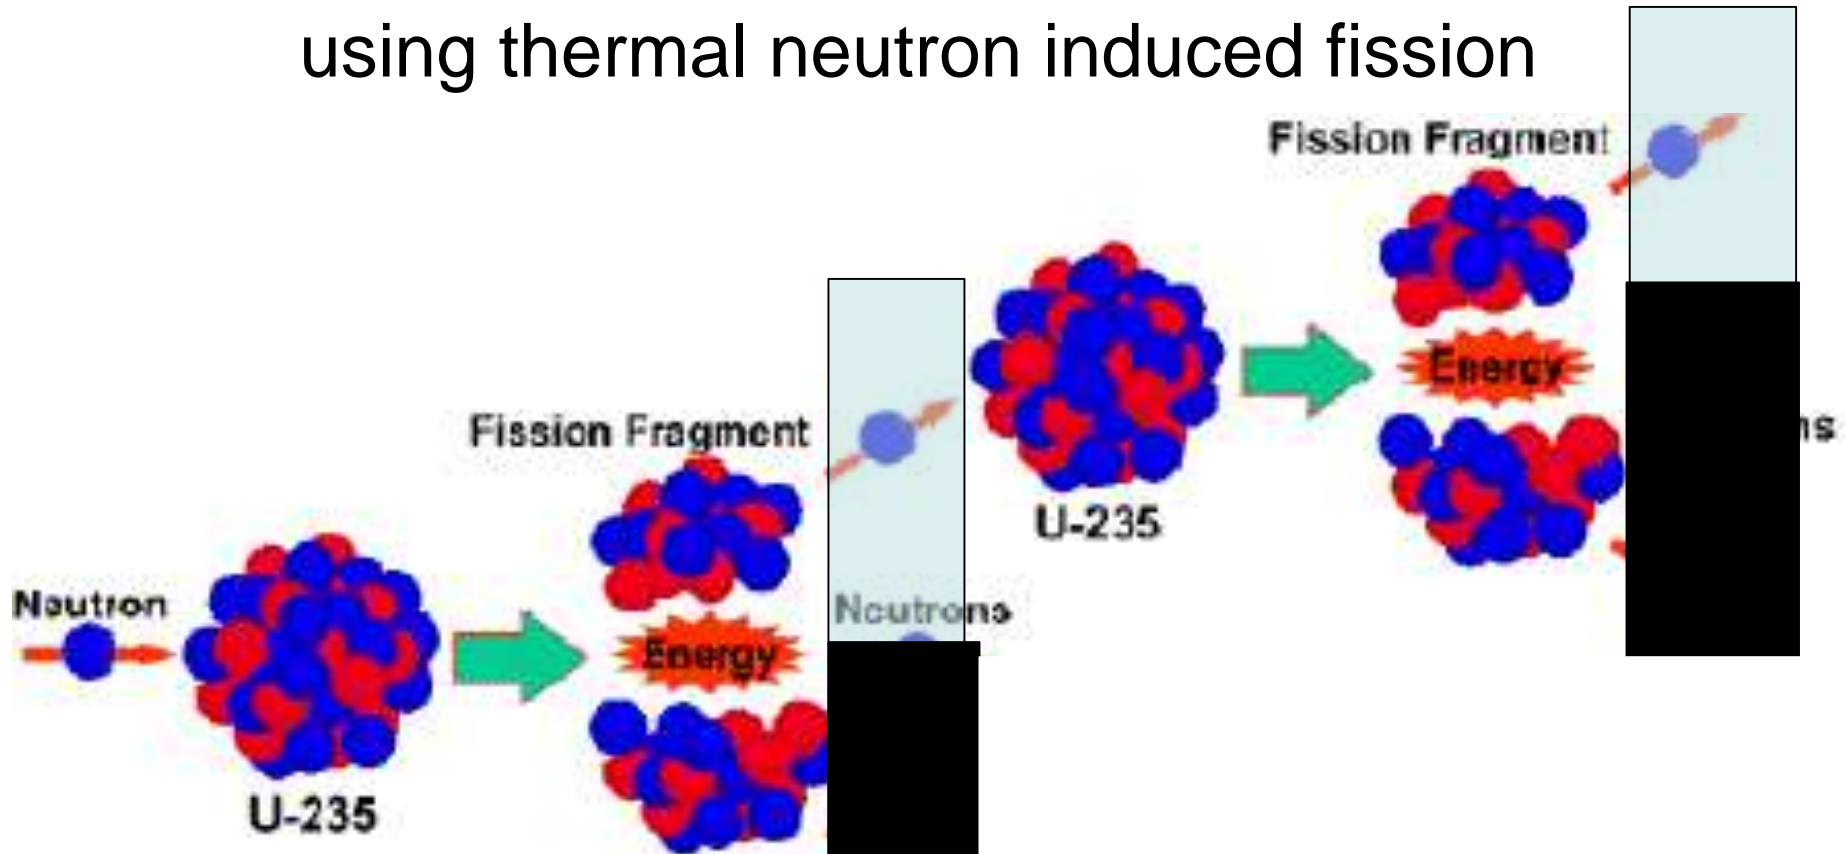 using thermal neutron induced fission
Fission Fragment
Energy
U-235
Fission Fragment
Neutron
Neutrons
Energy
U-235